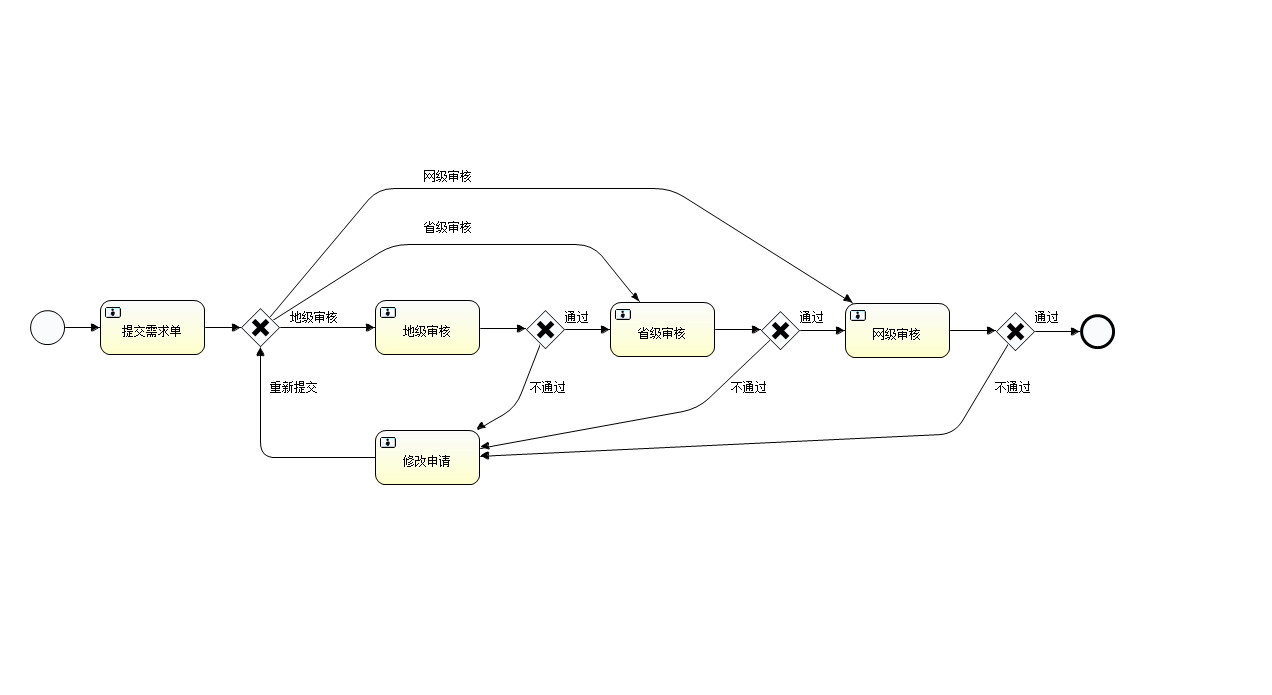 网级审核
省级审核
地级审核
通过
通过
通过
提交需求单
地级审核
省级审核
网级审核
重新提交
不通过
不通过
不通过
修改申请